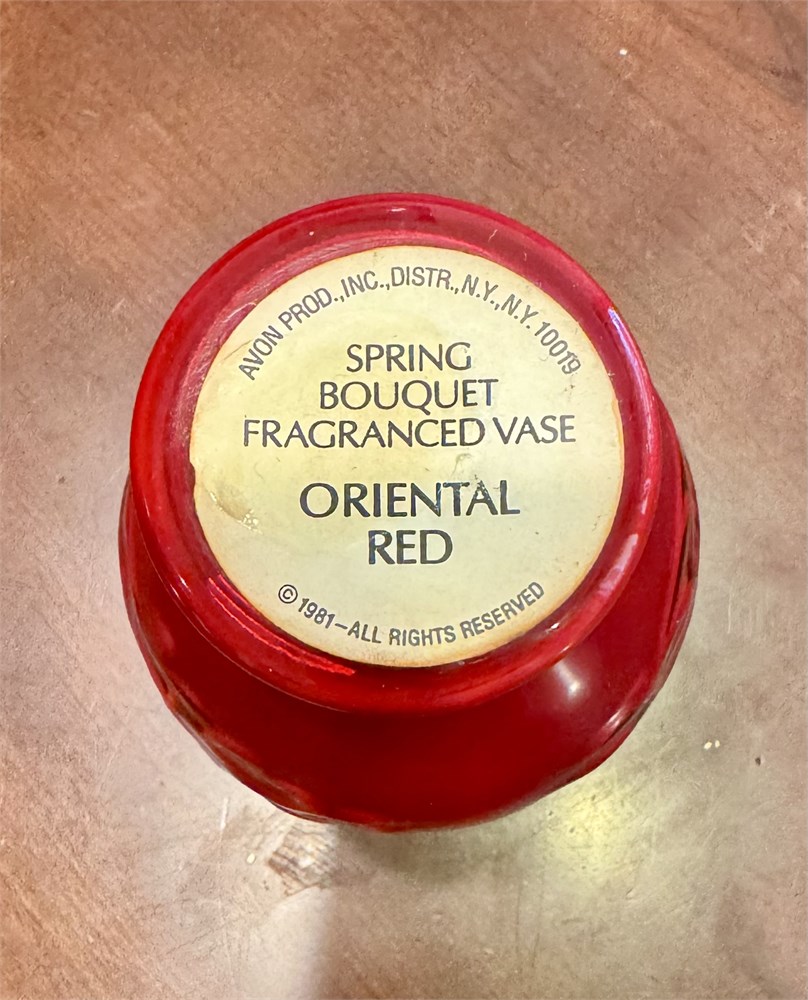 AVON PROD.,INC.,DISTR.,N.Y.,N.Y. 10019
SPRING
BOUQUET
FRAGRANCED VASE
ORIENTAL
RED
©1981–ALL RIGHTS RESERVED